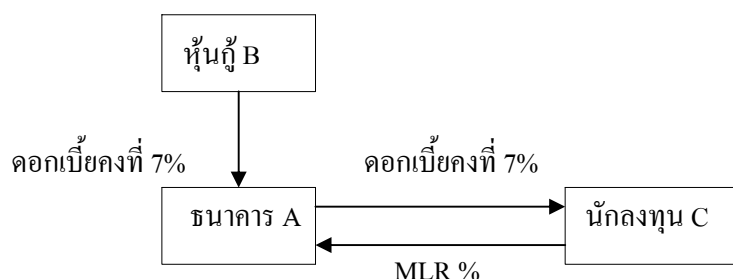 หุ้นกู้ B
ดอกเบี้ยคงที่ 7%
ดอกเบี้ยคงที่ 7%
ธนาคาร A
นักลงทุน C
MLR %